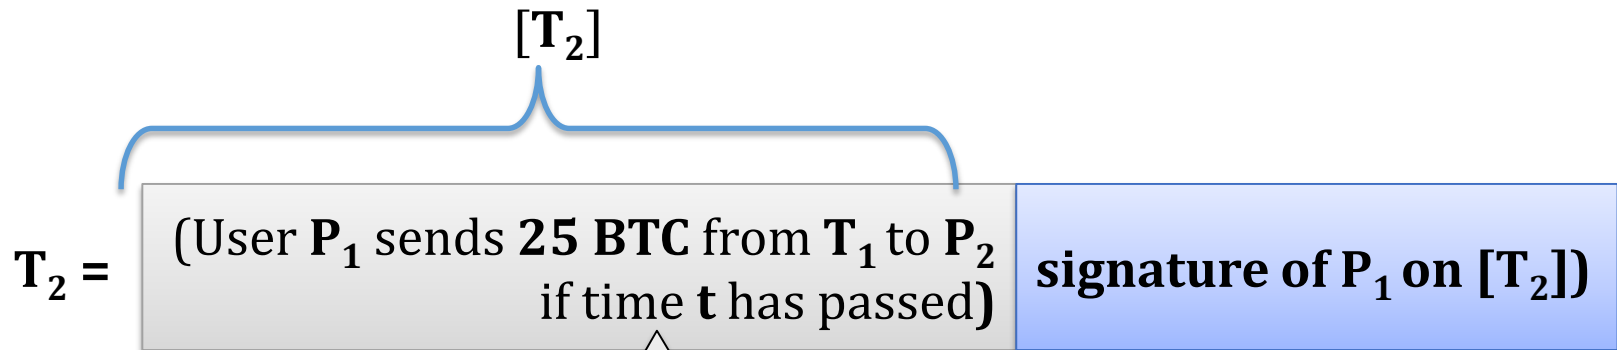 [T₂]
(User P₁ sends 25 BTC from T₁ to P₂
if time t has passed)
T₂ =
signature of P₁ on [T₂])